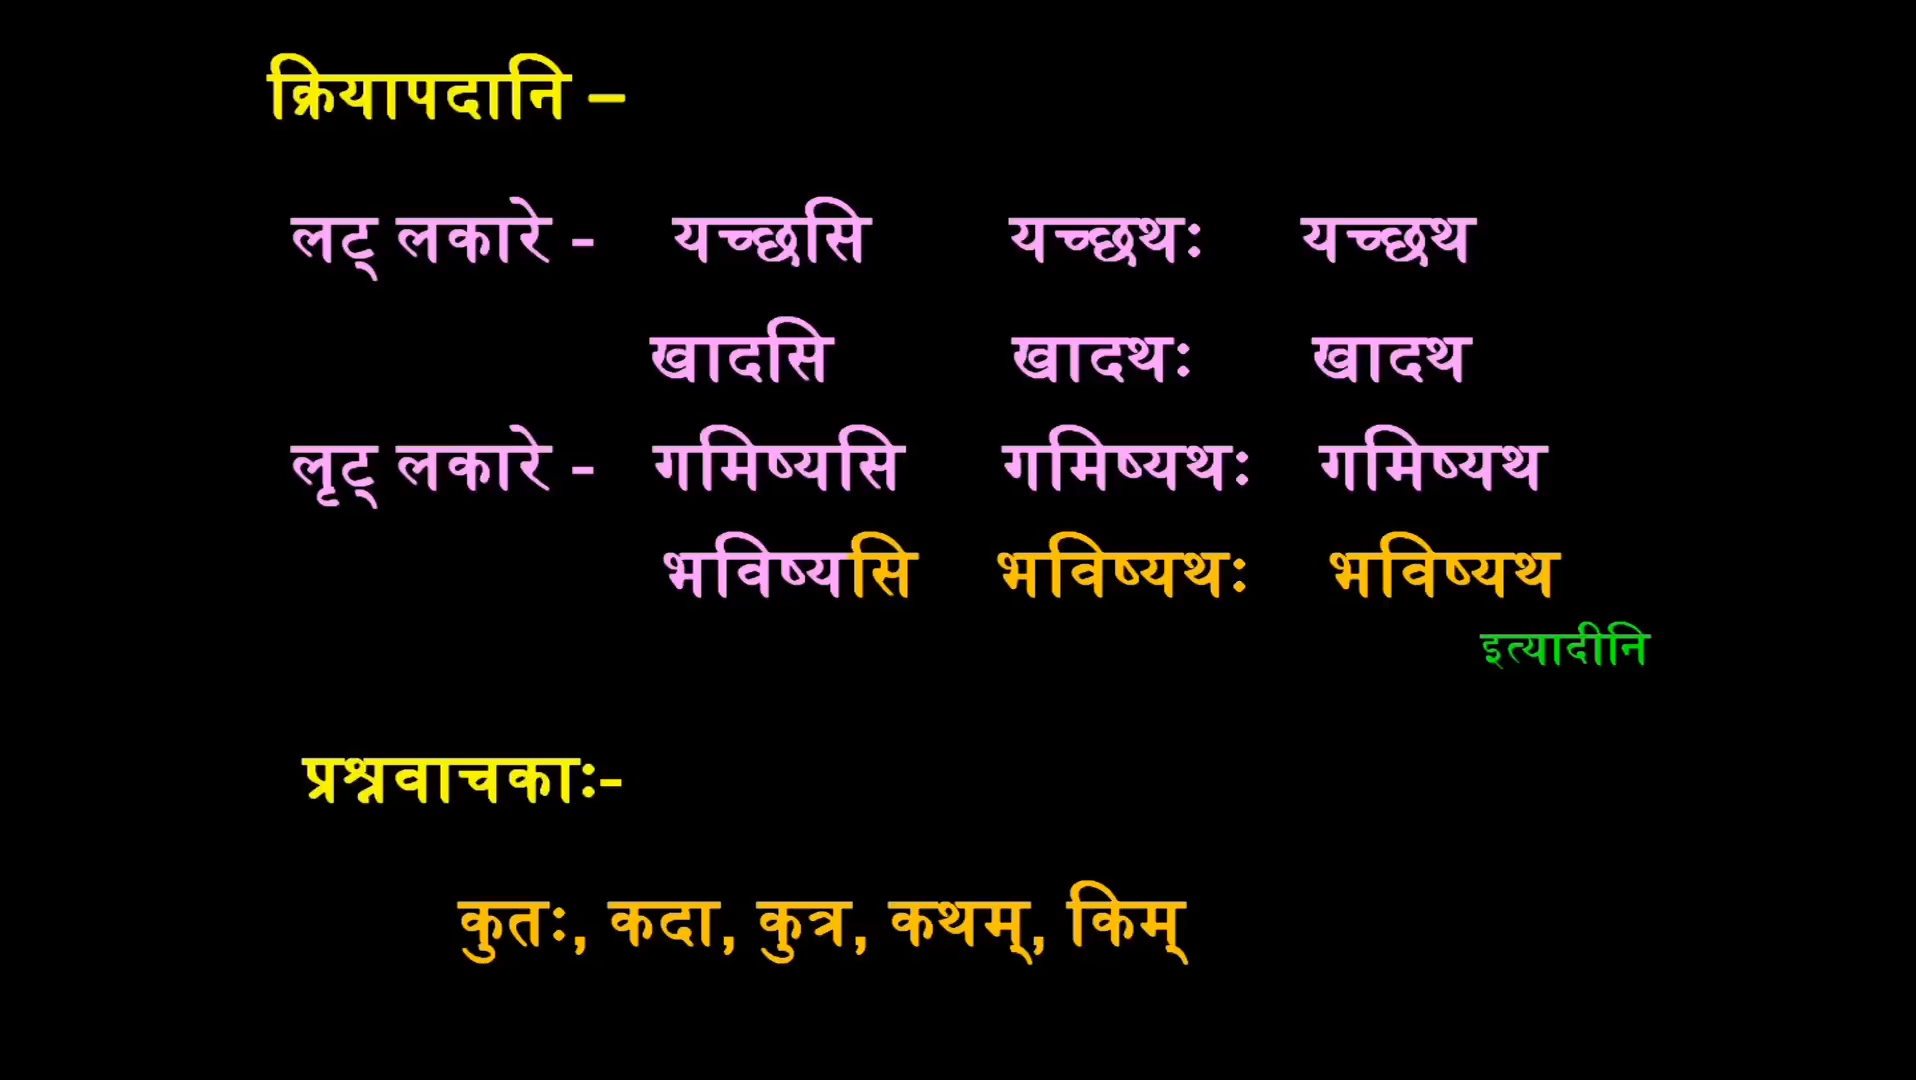 क्रियापदानि –
लट् लकारे - यच्छसि यच्छथः यच्छथ
खादसि खादथः खादथ
लृट् लकारे - गमिष्यसि गमिष्यथः गमिष्यथ
भविष्यसि भविष्यथः भविष्यथ
इत्यादीनि
प्रश्नवाचकाः-
कुतः, कदा, कुत्र, कथम्, किम्